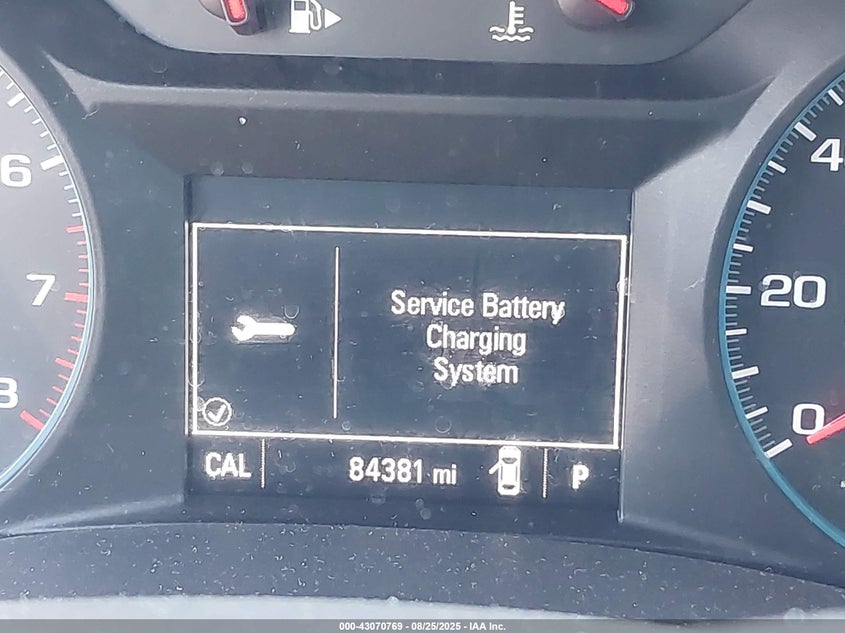 6
7
8
4
20
0
Service Battery
Charging
System
CAL
84381 mi
P
000-43070769 - 08/25/2025 - IAA Inc.